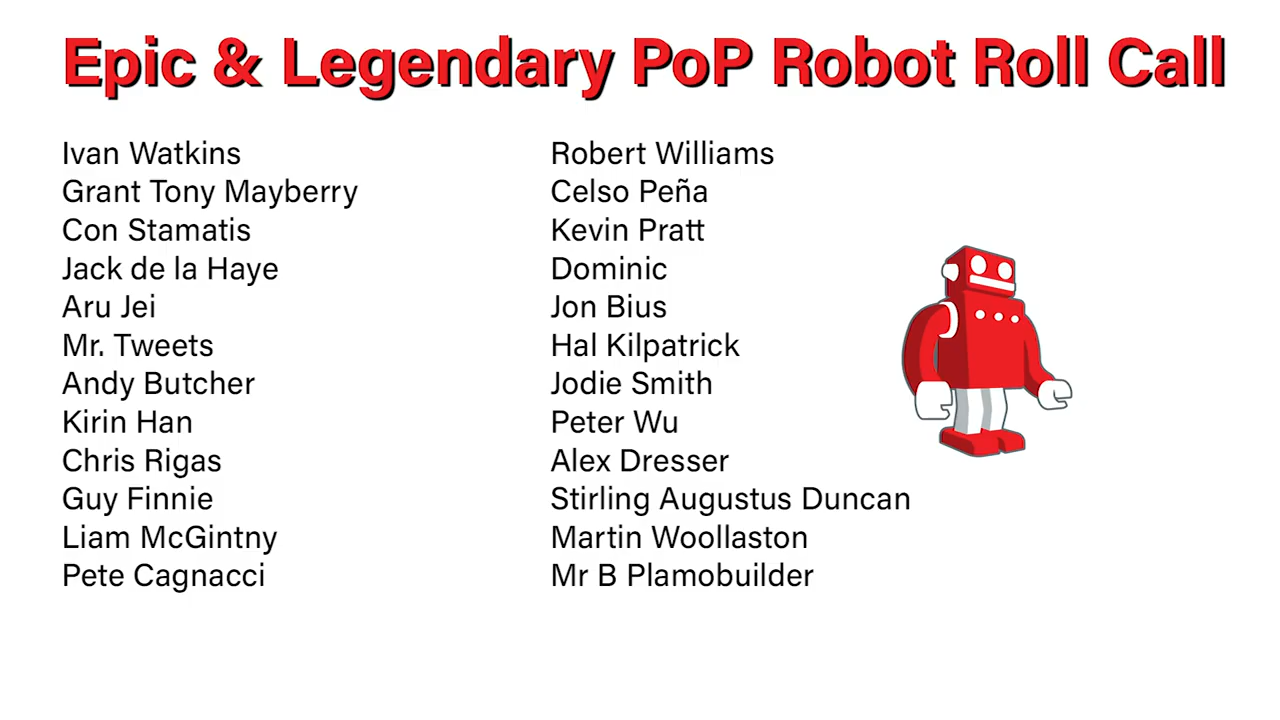 Epic & Legendary PoP Robot Roll Call
Ivan Watkins
Grant Tony Mayberry
Con Stamatis
Jack de la Haye
Aru Jei
Mr. Tweets
Andy Butcher
Kirin Han
Chris Rigas
Guy Finnie
Liam McGintny
Pete Cagnacci
Robert Williams
Celso Peña
Kevin Pratt
Dominic
Jon Bius
Hal Kilpatrick
Jodie Smith
Peter Wu
Alex Dresser
Stirling Augustus Duncan
Martin Woollaston
Mr B Plamobuilder